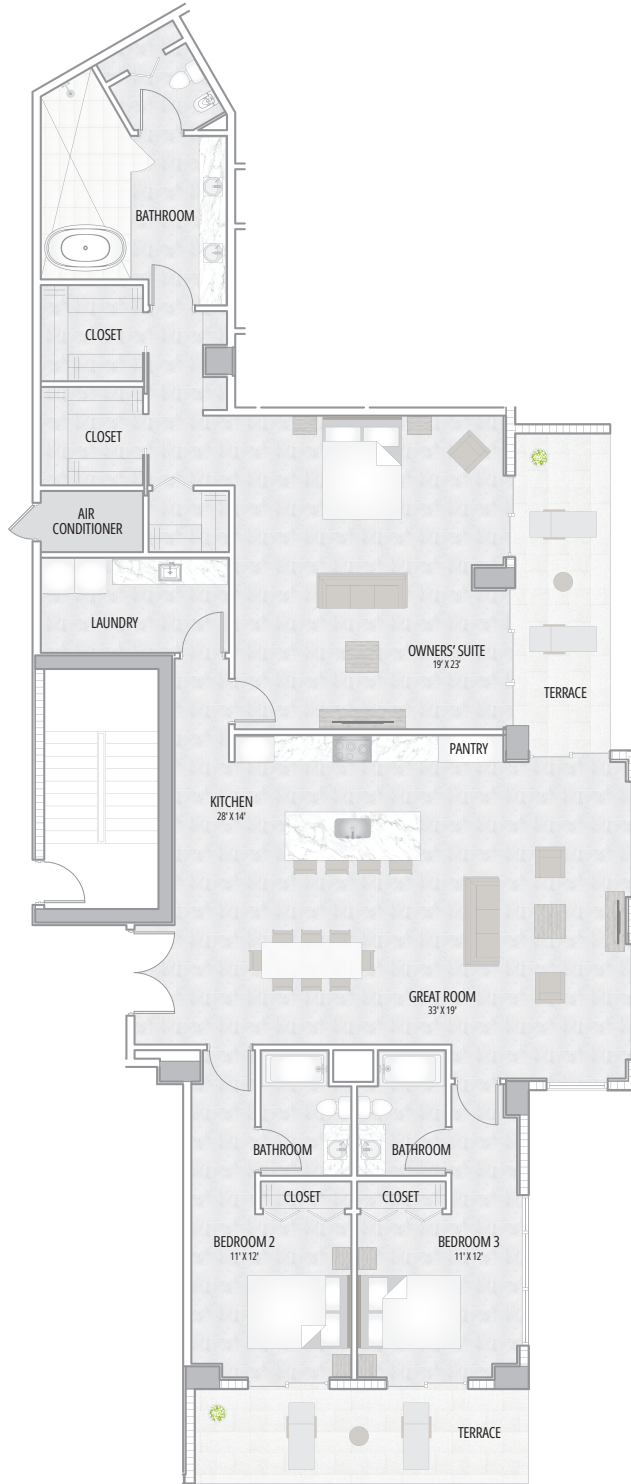 BATHROOM
CLOSET
CLOSET
AIR
CONDITIONER
LAUNDRY
OWNERS' SUITE
19' X 23'
TERRACE
PANTRY
KITCHEN
28' X 14'
GREAT ROOM
33' X 19'
BATHROOM
BATHROOM
CLOSET
CLOSET
BEDROOM 2
11' X 12'
BEDROOM 3
11' X 12'
TERRACE